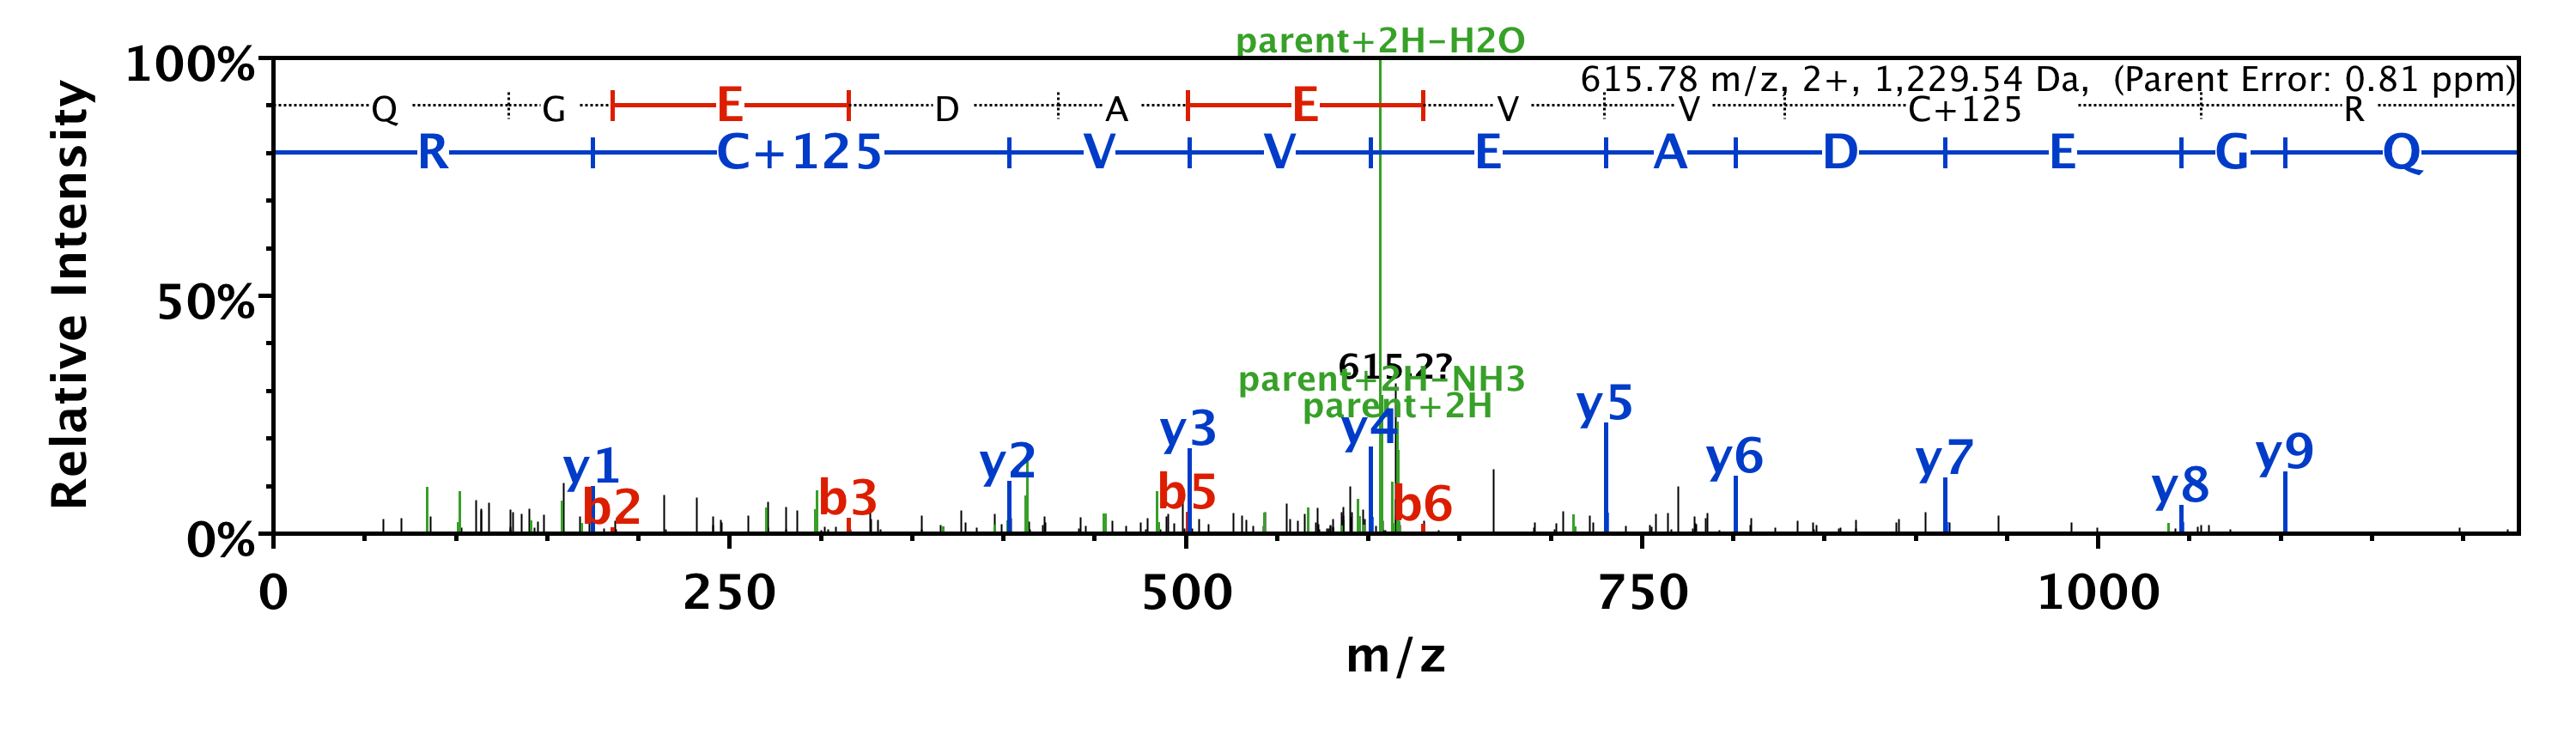 parent+2H-H2O
100%
615.78 m/z, 2+, 1,229.54 Da, (Parent Error: 0.81 ppm)
Q G E D A E V V C+125 R
R C+125 V V E A D E G Q
Relative Intensity
50%
615.2?
parent+2H-NH3
parent+2H
y1 b2 b3 y2 b5 y3 y4 b6 y5 y6 y7 y8 y9
0%
0 250 500 750 1000
m/z